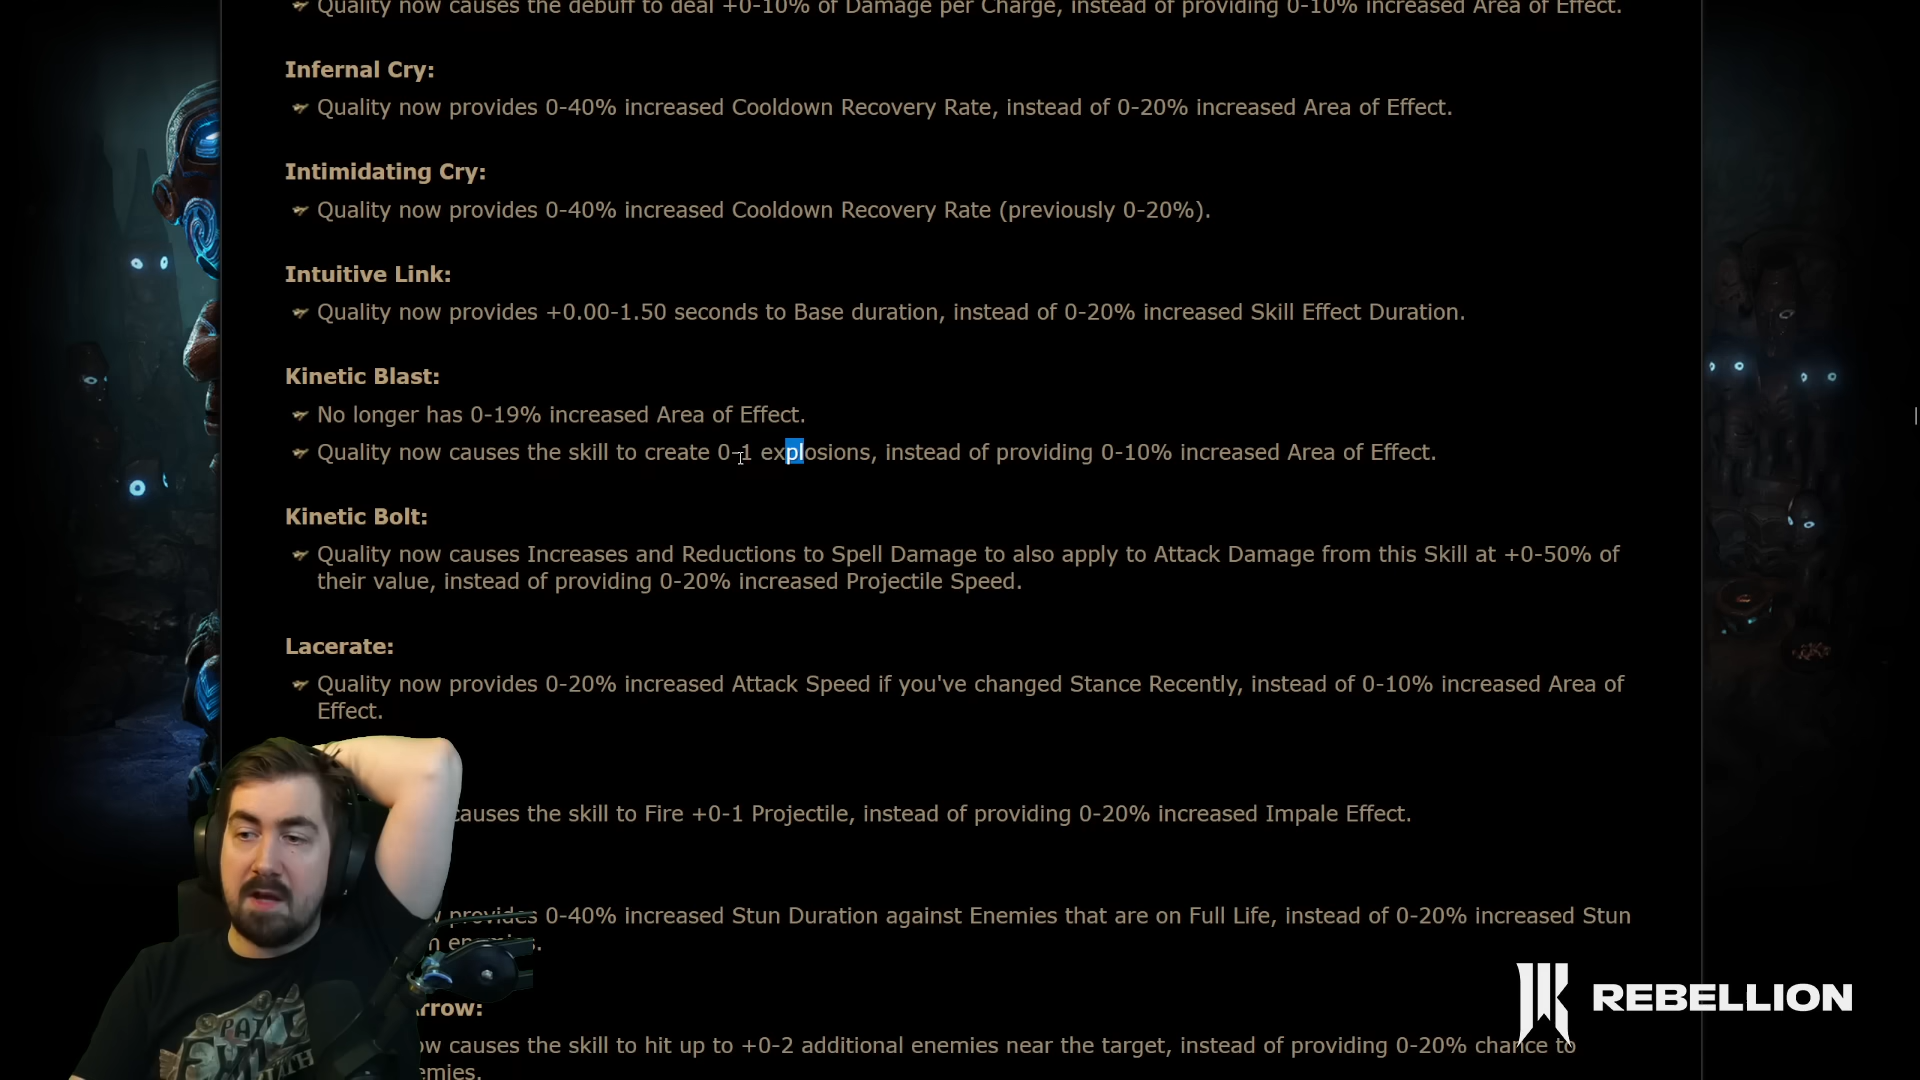 Quality now causes the debuff to deal +0-10% of Damage per Charge, instead of providing 0-10% increased Area of Effect.
Infernal Cry:
Quality now provides 0-40% increased Cooldown Recovery Rate, instead of 0-20% increased Area of Effect.
Intimidating Cry:
Quality now provides 0-40% increased Cooldown Recovery Rate (previously 0-20%).
Intuitive Link:
Quality now provides +0.00-1.50 seconds to Base duration, instead of 0-20% increased Skill Effect Duration.
Kinetic Blast:
No longer has 0-19% increased Area of Effect.
Quality now causes the skill to create 0-1 explosions, instead of providing 0-10% increased Area of Effect.
Kinetic Bolt:
Quality now causes Increases and Reductions to Spell Damage to also apply to Attack Damage from this Skill at +0-50% of
their value, instead of providing 0-20% increased Projectile Speed.
Lacerate:
Quality now provides 0-20% increased Attack Speed if you've changed Stance Recently, instead of 0-10% increased Area of
Effect.
causes the skill to Fire +0-1 Projectile, instead of providing 0-20% increased Impale Effect.
provides 0-40% increased Stun Duration against Enemies that are on Full Life, instead of 0-20% increased Stun
REBELLION
rrow:
ow causes the skill to hit up to +0-2 additional enemies near the target, instead of providing 0-20% chance to
emies.